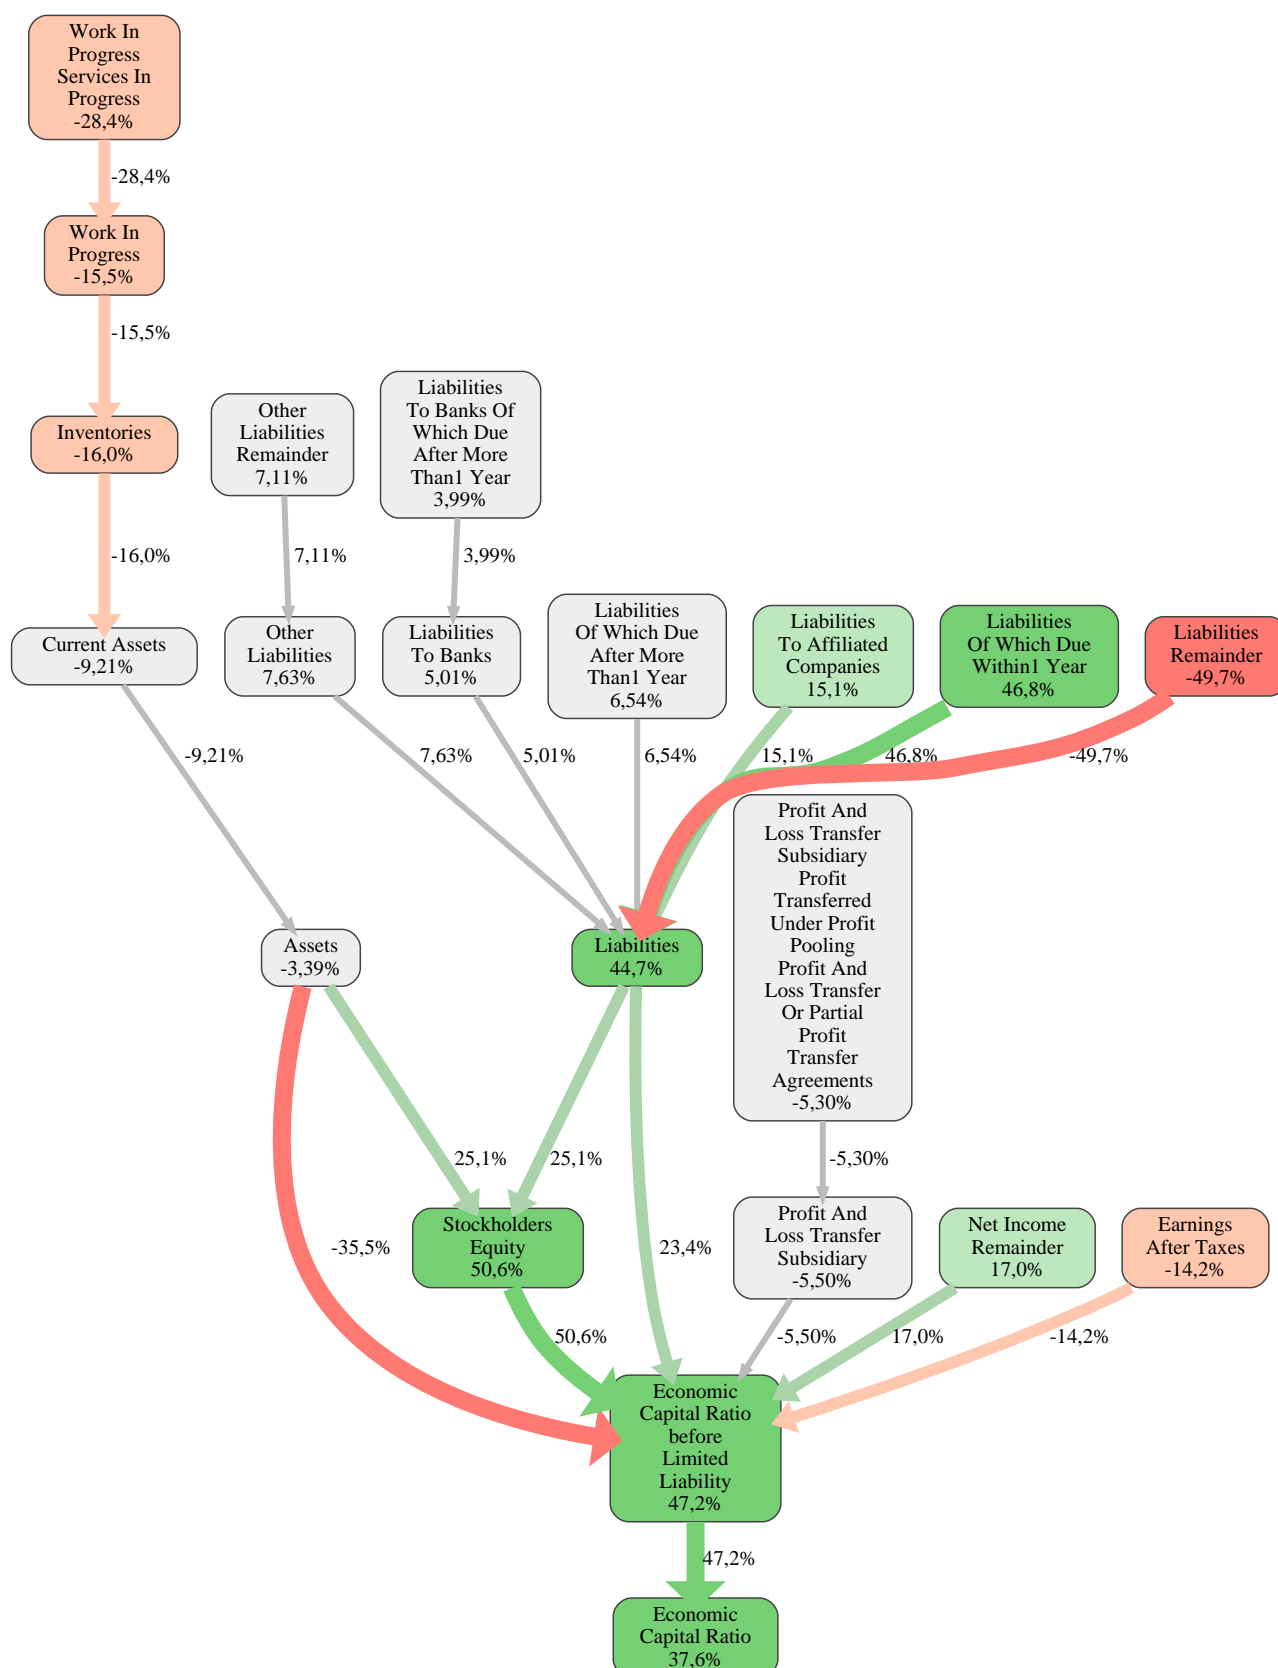 Work In
Progress
Services In
Progress
-28,4%
-28,4%
Work In
Progress
-15,5%
-15,5%
Inventories
-16,0%
Other
Liabilities
Remainder
7,11%
Liabilities
To Banks Of
Which Due
After More
Than1 Year
3,99%
-16,0%
7,11%
3,99%
Current Assets
-9,21%
Other
Liabilities
7,63%
Liabilities
To Banks
5,01%
Liabilities
Of Which Due
After More
Than1 Year
6,54%
Liabilities
To Affiliated
Companies
15,1%
Liabilities
Of Which Due
Within1 Year
46,8%
Liabilities
Remainder
-49,7%
-9,21%
7,63%
5,01%
6,54%
15,1%
46,8%
-49,7%
Profit And
Loss Transfer
Subsidiary
Profit
Transferred
Under Profit
Pooling
Profit And
Loss Transfer
Or Partial
Profit
Transfer
Agreements
-5,30%
Assets
-3,39%
Liabilities
44,7%
25,1%
25,1%
-5,30%
-35,5%
Stockholders
Equity
50,6%
23,4%
Profit And
Loss Transfer
Subsidiary
-5,50%
Net Income
Remainder
17,0%
Earnings
After Taxes
-14,2%
50,6%
-5,50%
17,0%
-14,2%
Economic
Capital Ratio
before
Limited
Liability
47,2%
47,2%
Economic
Capital Ratio
37,6%